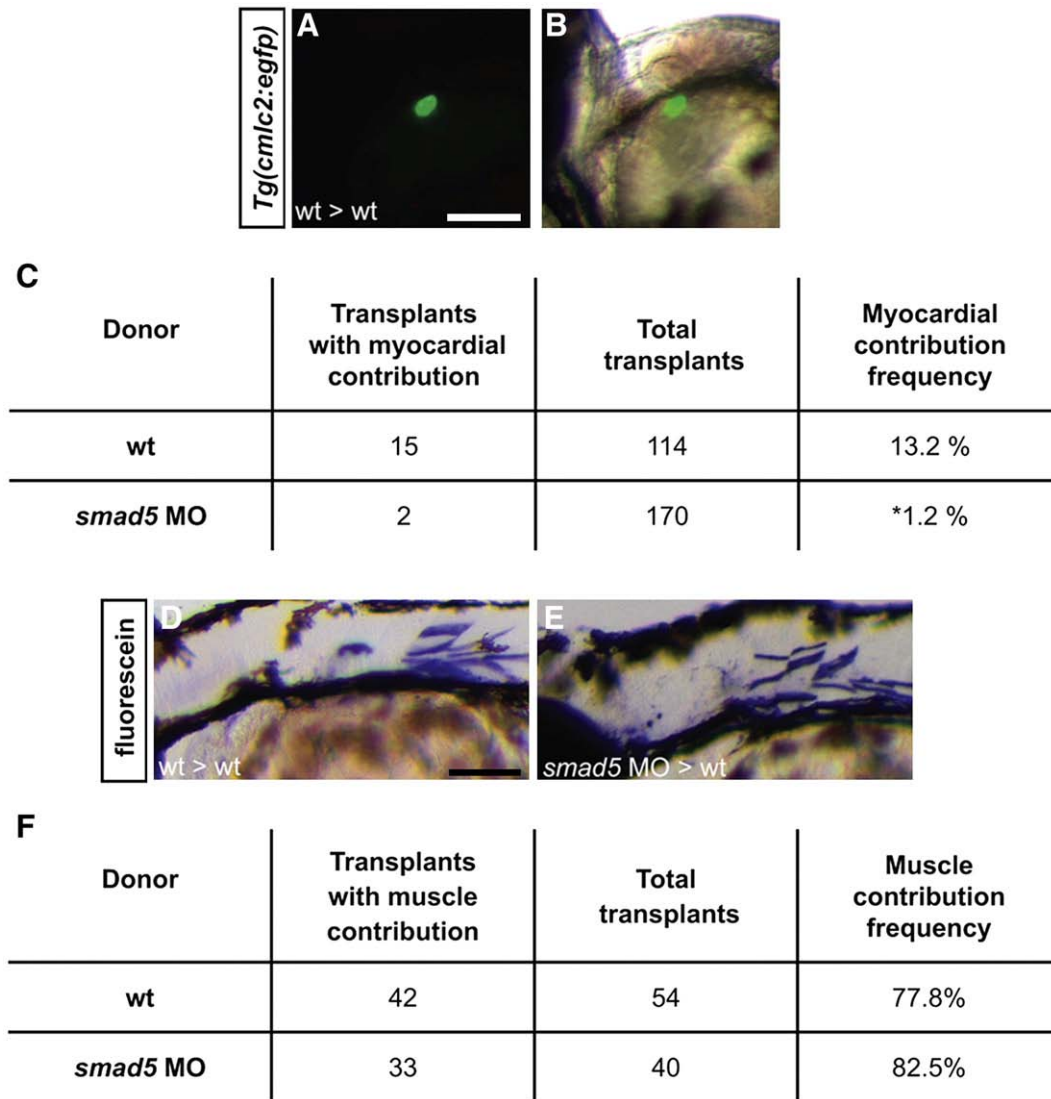 Tg(cmlc2:egfp)
A
B
wt > wt
C
Donor
Transplants
with myocardial
contribution
Total
transplants
Myocardial
contribution
frequency
wt
15
114
13.2 %
smad5 MO
2
170
*1.2 %
fluorescein
D
E
wt > wt
smad5 MO > wt
F
Donor
Transplants
with muscle
contribution
Total
transplants
Muscle
contribution
frequency
wt
42
54
77.8%
smad5 MO
33
40
82.5%